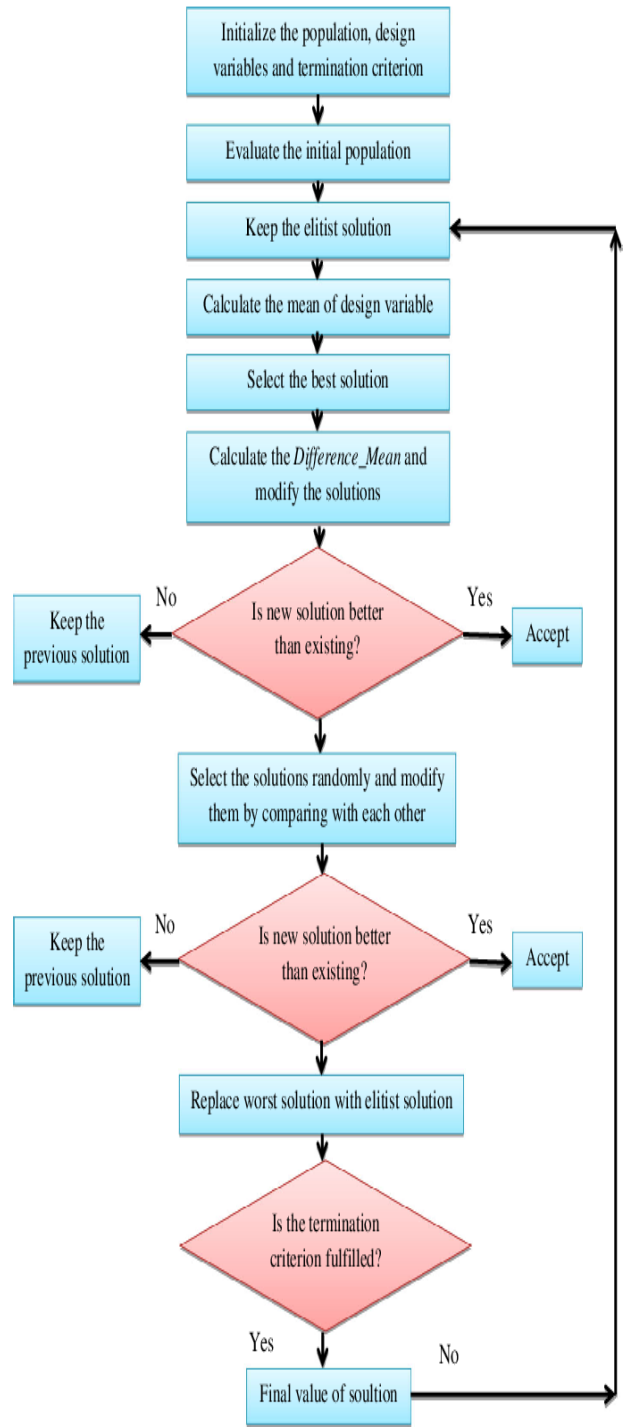 Initialize the population, design
variables and termination criterion
Evaluate the initial population
Keep the elitist solution
Calculate the mean of design variable
Select the best solution
Calculate the Difference_Mean and
modify the solutions
No
Is new solution better
than existing?
Yes
Keep the
previous solution
Accept
Select the solutions randomly and modify
them by comparing with each other
No
Is new solution better
than existing?
Yes
Keep the
previous solution
Accept
Replace worst solution with elitist solution
Is the termination
criterion fulfilled?
Yes
No
Final value of soultion